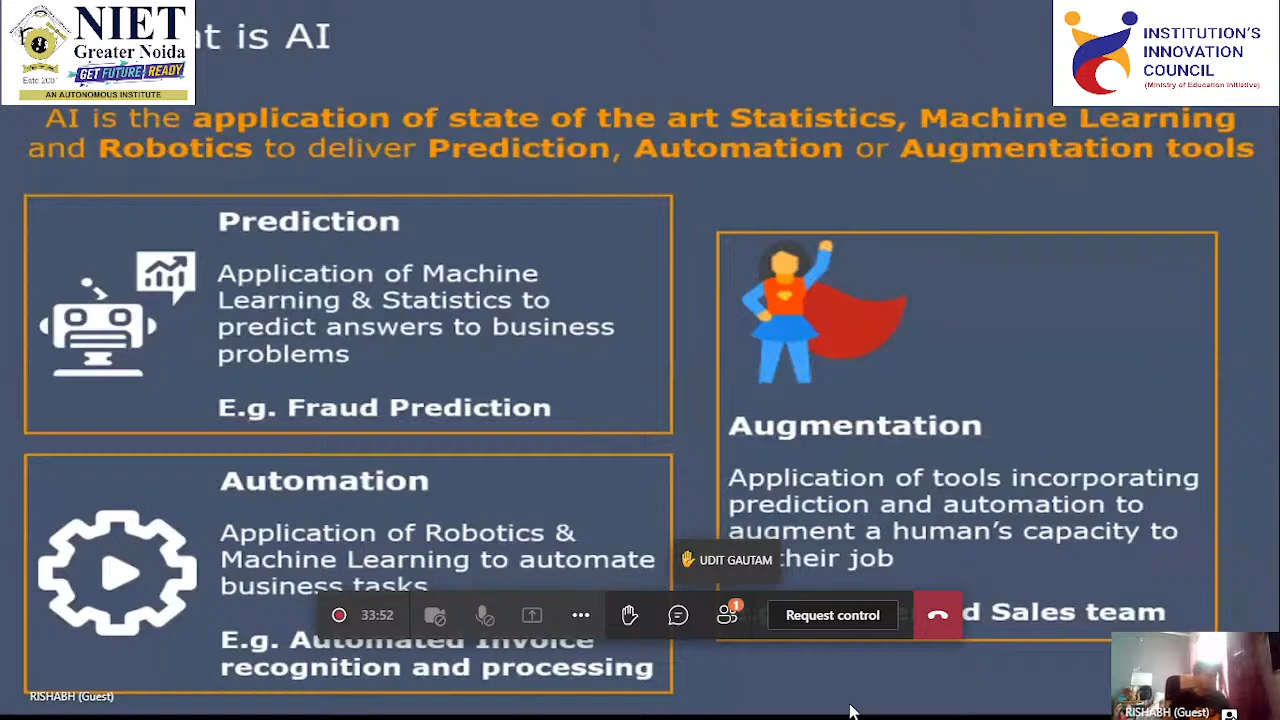 NIET
Greater Noida
GET FUTURE READY
AN AUTONOMOUS INSTITUTE
is AI
INSTITUTION'S
INNOVATION
COUNCIL
(Ministry of Education Initiative)
AI is the application of state of the art Statistics, Machine Learning
and Robotics to deliver Prediction, Automation or Augmentation tools
Prediction
Application of Machine
Learning & Statistics to
predict answers to business
problems
E.g. Fraud Prediction
Automation
Application of Robotics &
Machine Learning to automate
business tasks
E.g. Automated Invoice
recognition and processing
Augmentation
Application of tools incorporating
prediction and automation to
augment a human's capacity to
their job
Sales team
UDIT GAUTAM
33:52
1
Request control
RISHABH (Guest)
RISHABH (Guest)